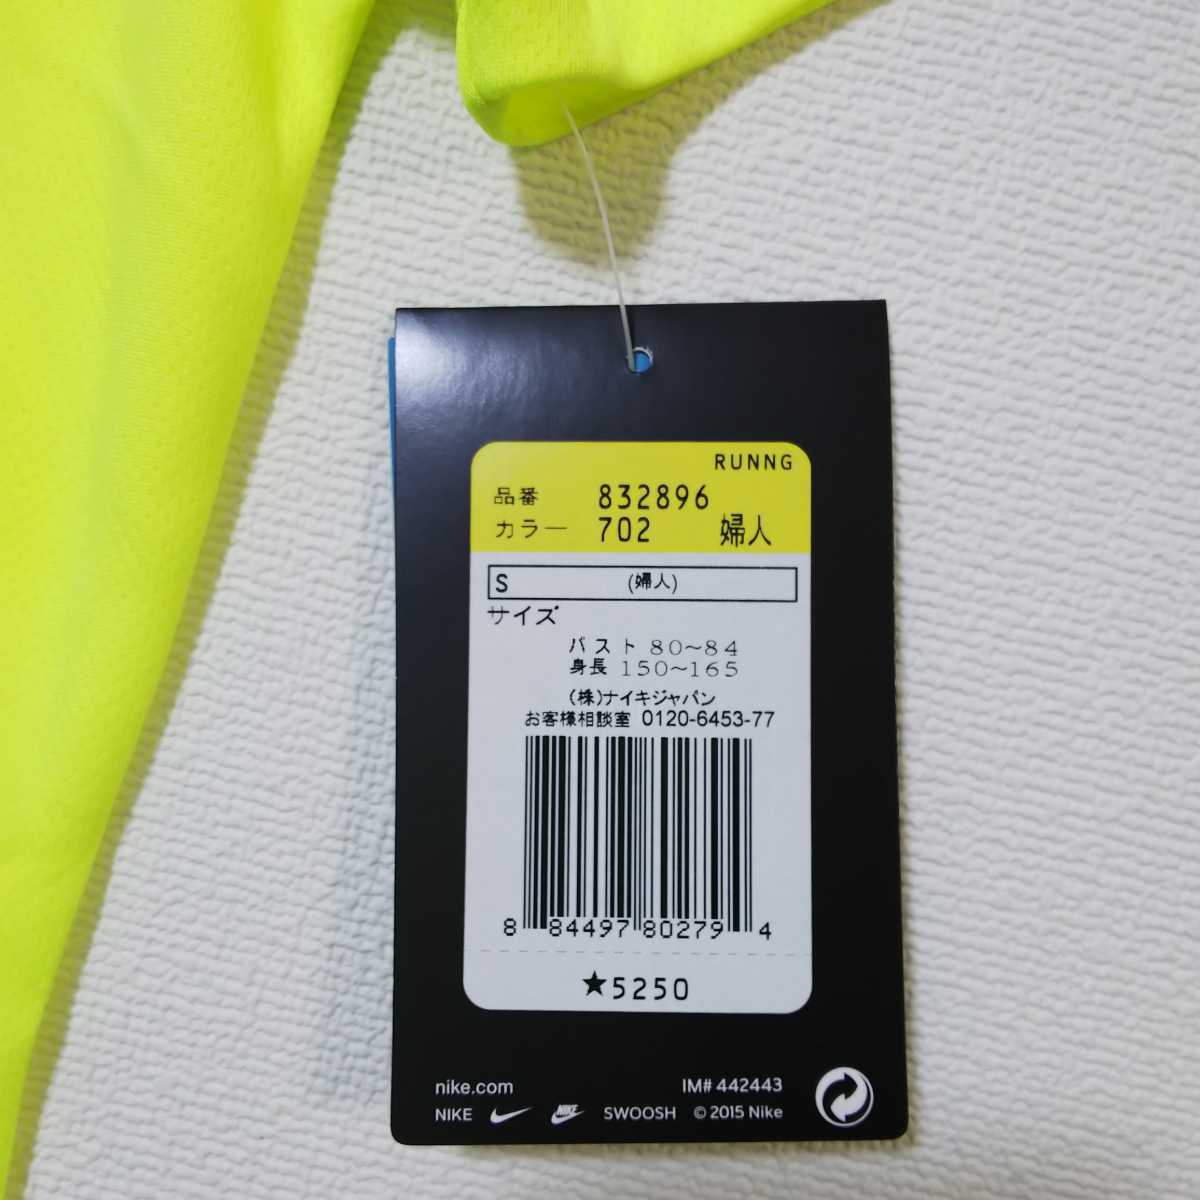 RUNNG
品番 832896
カラー 702 婦人
S (婦人)
サイズ
バスト 80~84
身長 150~165
(株)ナイキジャパン
お客様相談室 0120-6453-77
8 84497 80279 4
★5250
nike.com IM# 442443
NIKE NIKE SWOOSH © 2015 Nike